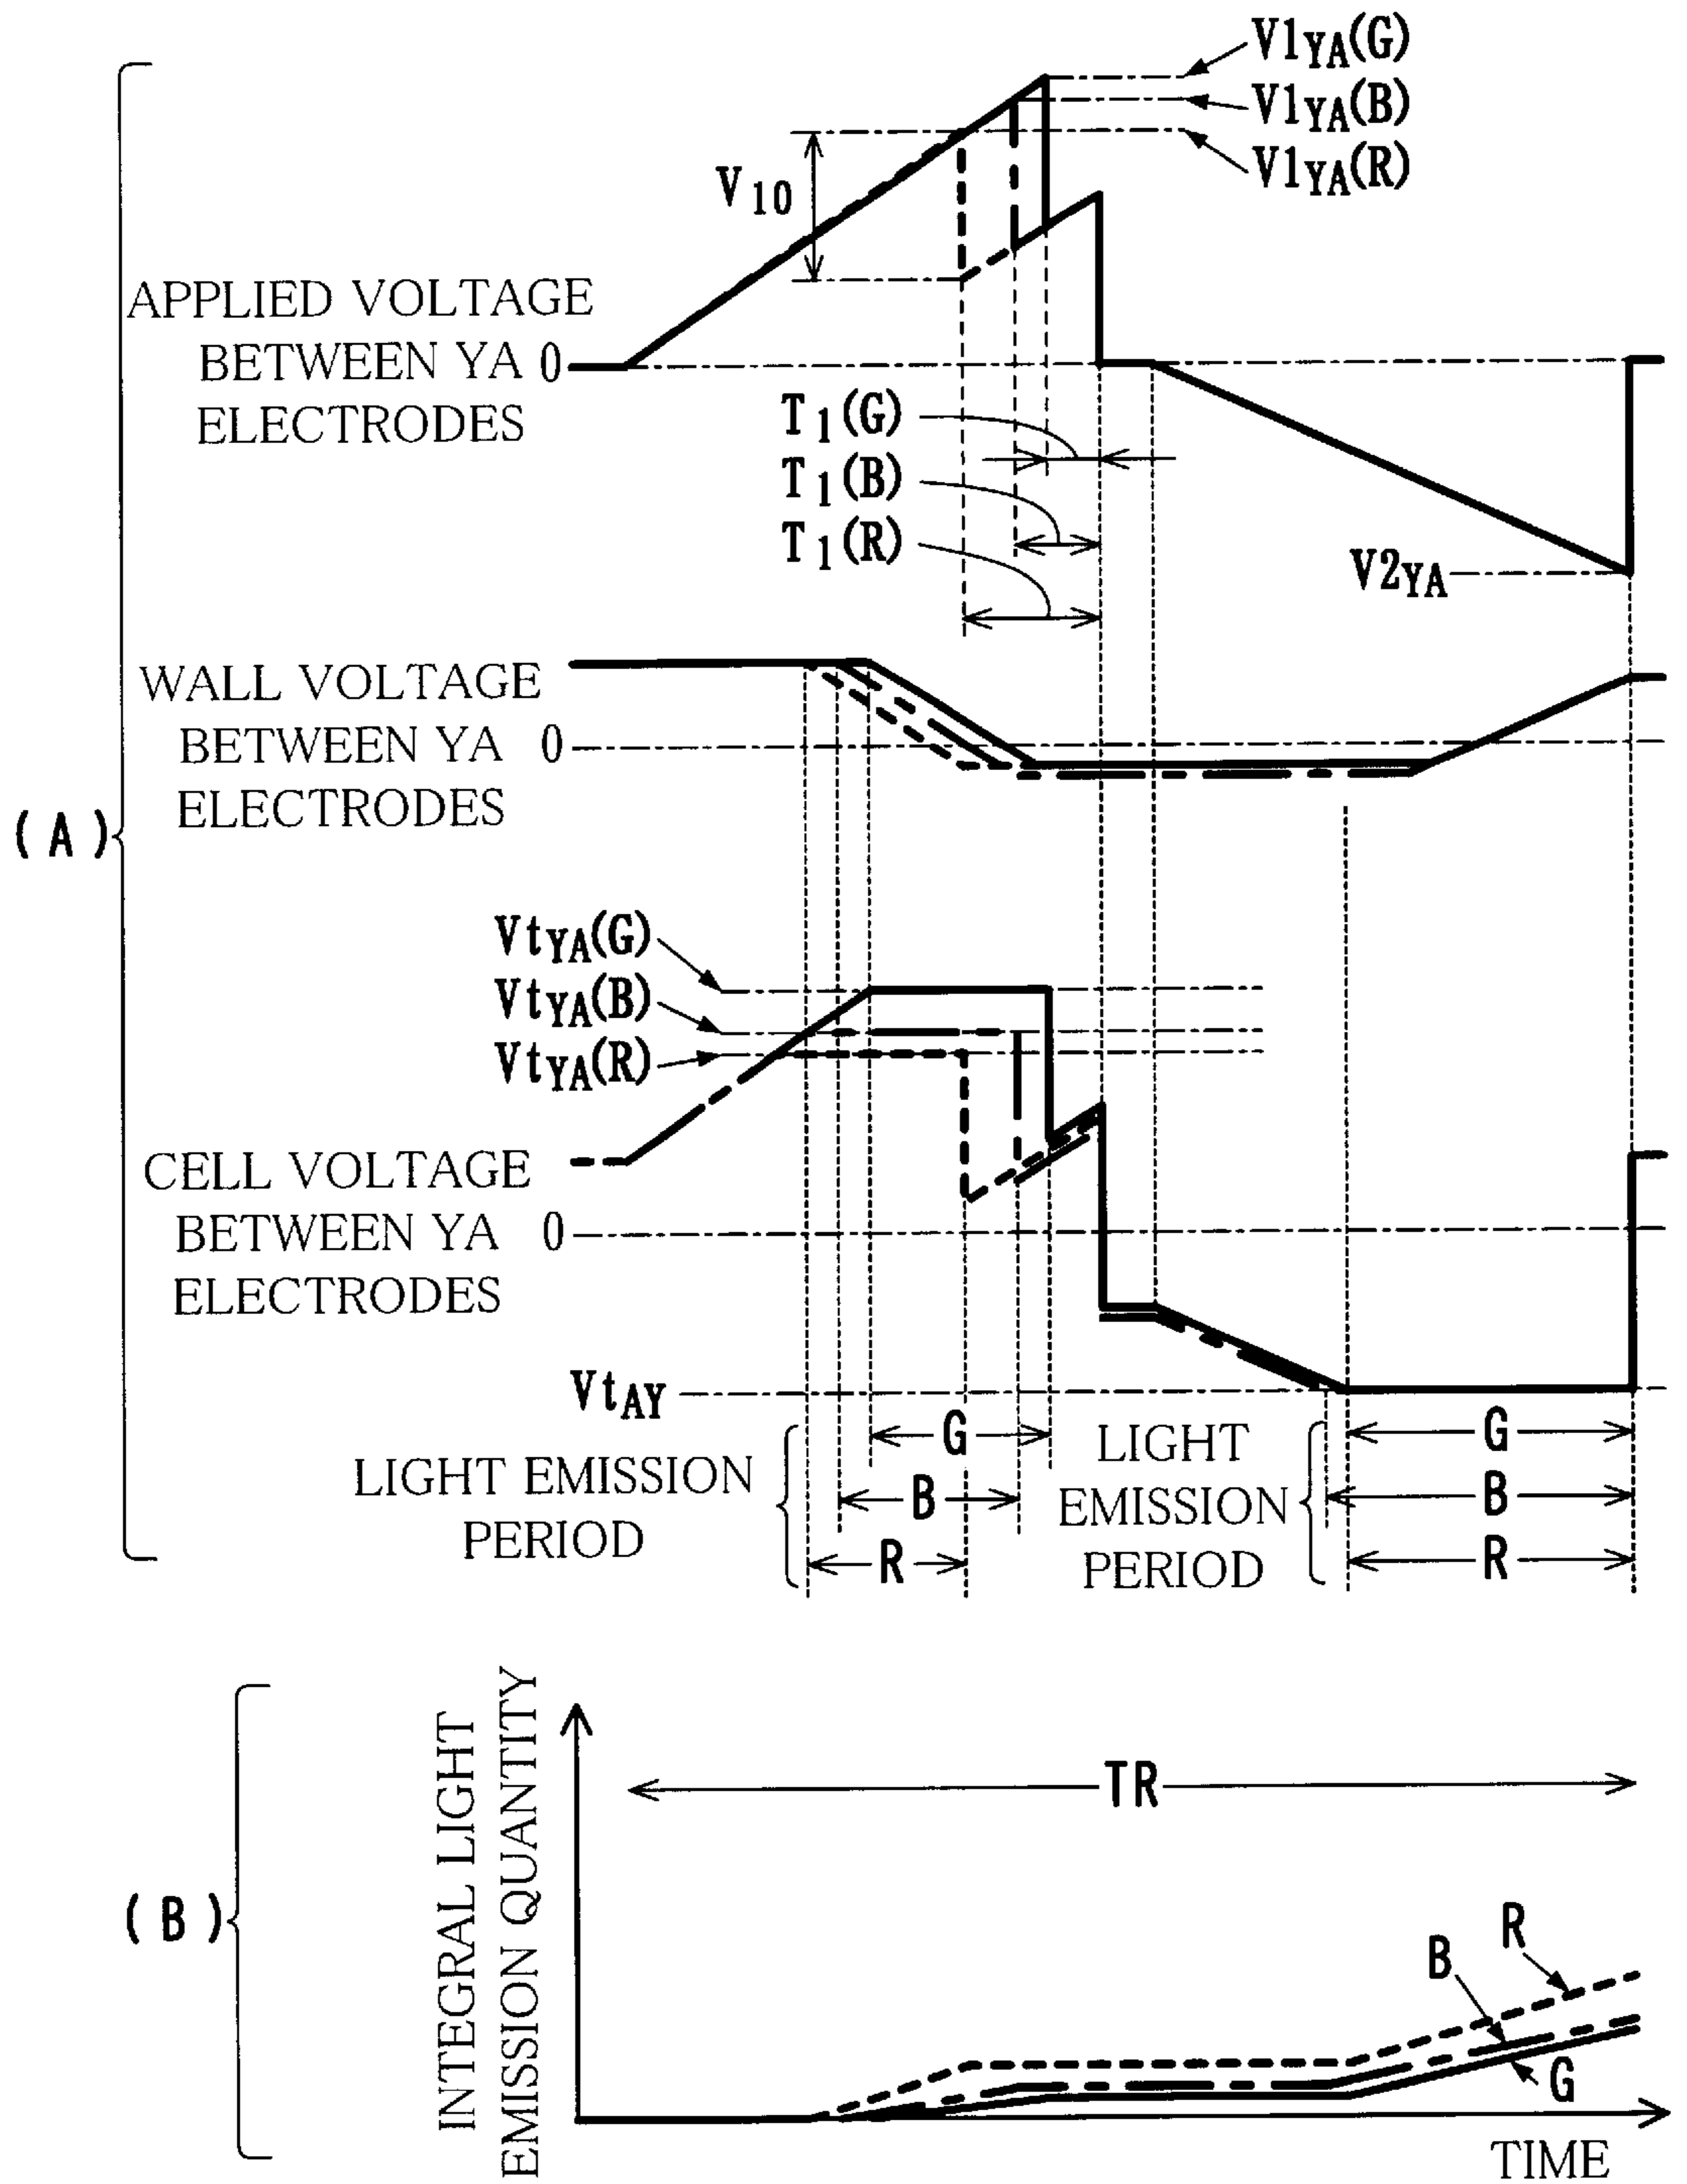 V1YA(G)
V1YA(B)
V1YA(R)
V10
APPLIED VOLTAGE
BETWEEN YA 0
ELECTRODES
T1(G)
T1(B)
T1(R)
V2YA
WALL VOLTAGE
BETWEEN YA 0
ELECTRODES
(A)
VtYA(G)
VtYA(B)
VtYA(R)
CELL VOLTAGE
BETWEEN YA 0
ELECTRODES
VtAY
LIGHT EMISSION
PERIOD
G
B
R
LIGHT
EMISSION
PERIOD
G
B
R
(B)
INTEGRAL LIGHT
EMISSION QUANTITY
TR
R
B
G
TIME